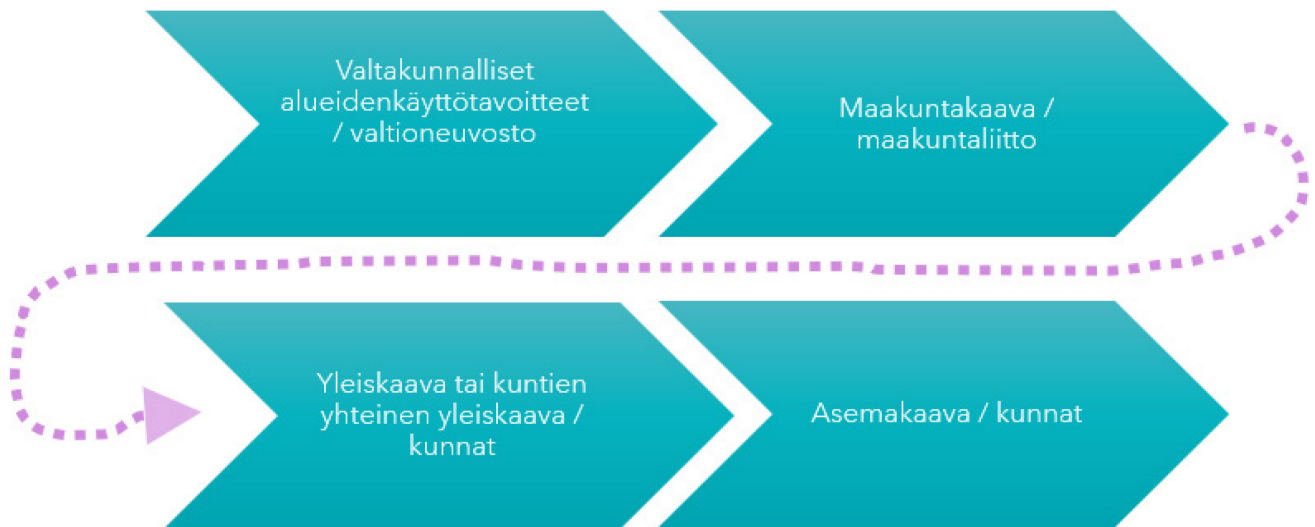 Valtakunnalliset
alueidenkäyttötavoitteet
/ valtioneuvosto
Maakuntakaava /
maakuntaliitto
Yleiskaava tai kuntien
yhteinen yleiskaava /
kunnat
Asemakaava / kunnat